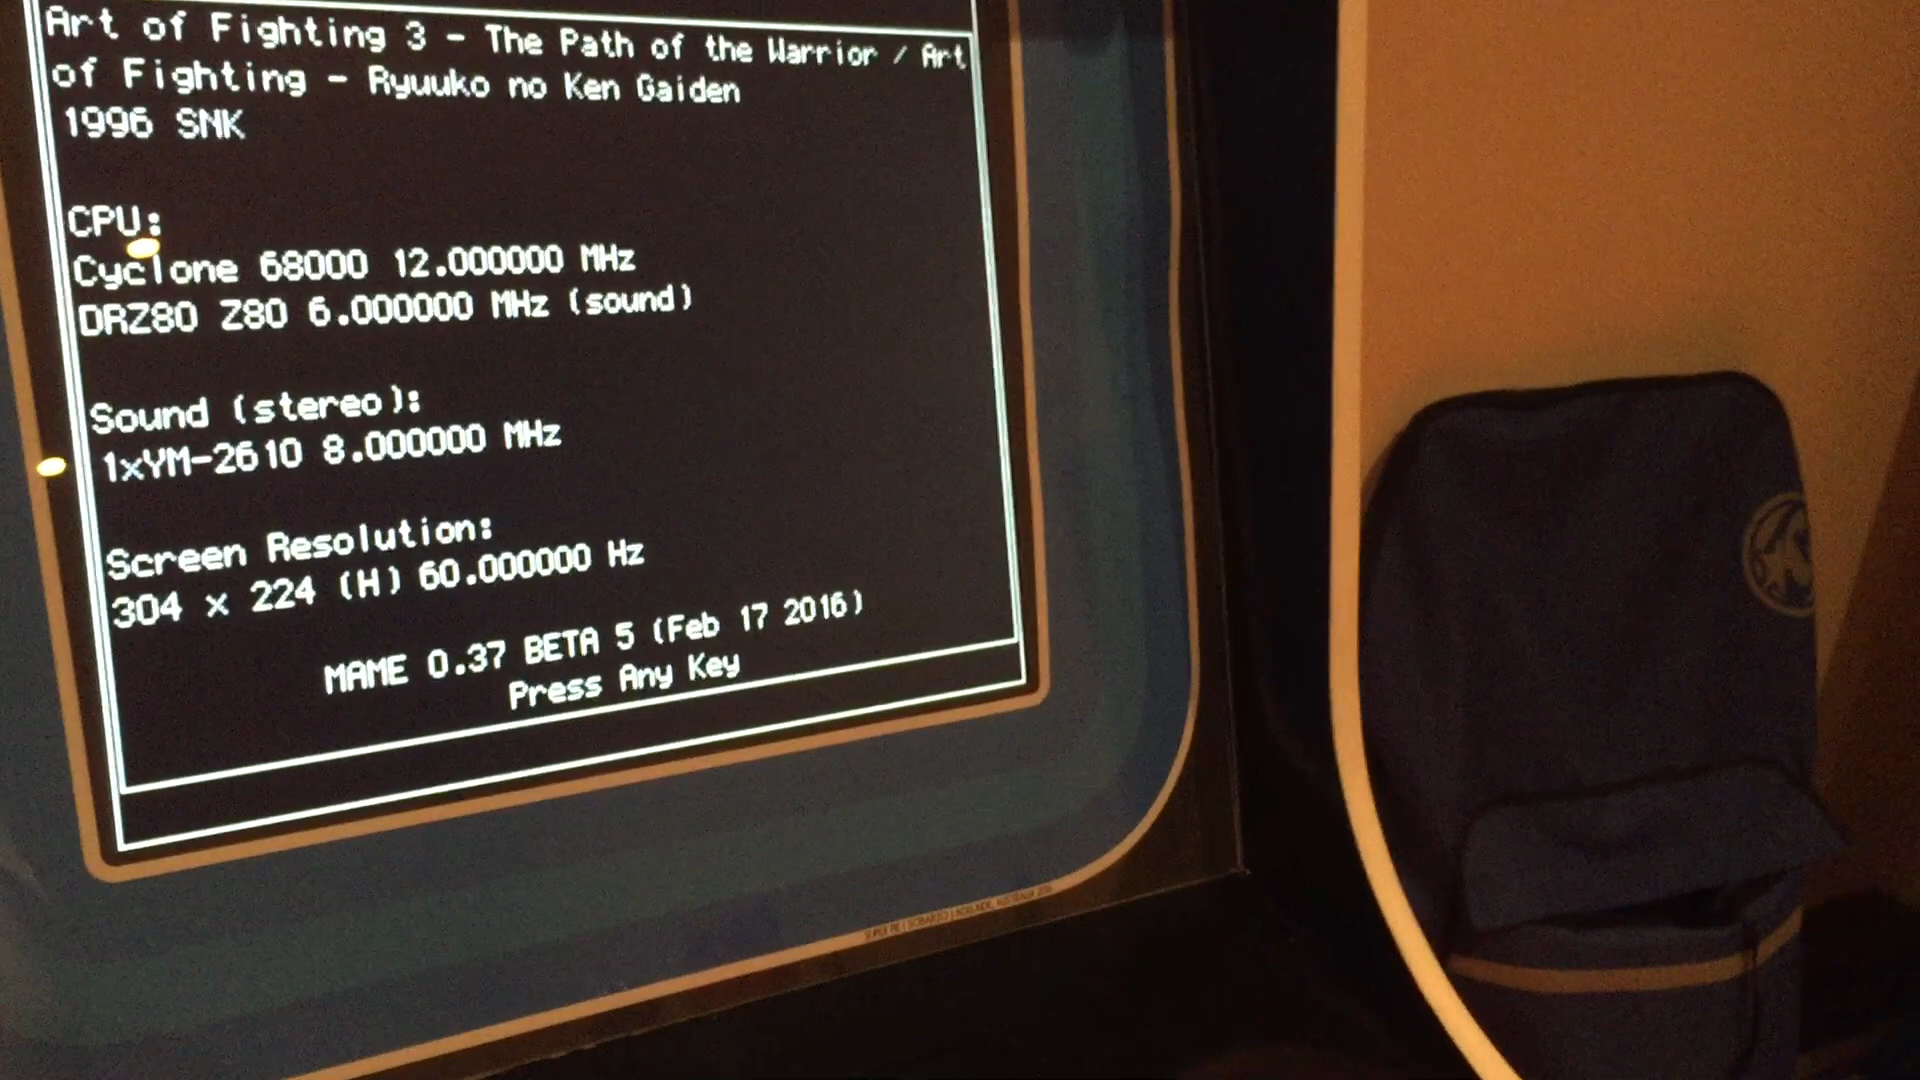 Art of Fighting 3 - The Path of the Warrior / Art
of Fighting - Ryuuko no Ken Gaiden
1996 SNK
CPU:
Cyclone 68000 12.000000 MHz
DRZ80 Z80 6.000000 MHz (sound)
Sound (stereo):
1xYM-2610 8.000000 MHz
Screen Resolution:
304 x 224 (H) 60.000000 Hz
MAME 0.37 BETA 5 (Feb 17 2016)
Press Any Key